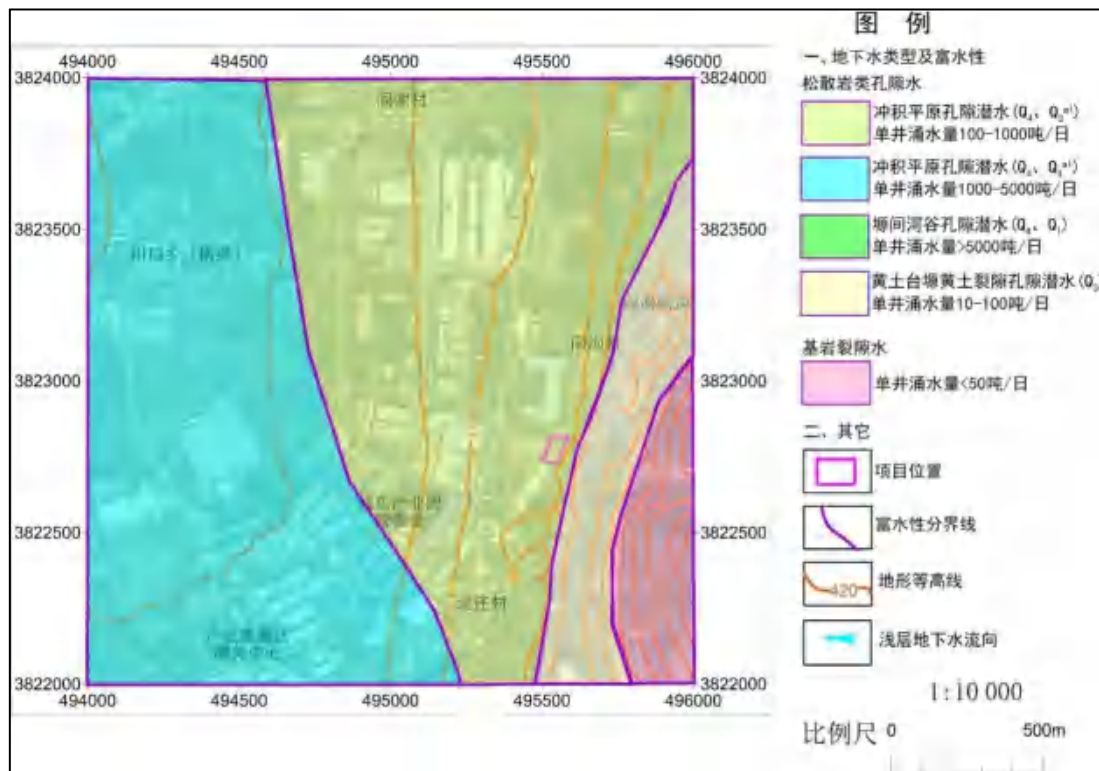 图 例
494000 494500 495000 495500 496000
3824000 3824000
3823500 3823500
3823000 3823000
3822500 3822500
3822000 3822000
494000 494500 495000 495500 496000
一、地下水类型及富水性
松散岩类孔隙水
冲积平原孔隙潜水
单井涌水量100-1000吨/日
冲积平原孔隙潜水
单井涌水量1000-5000吨/日
塬间河谷孔隙潜水
单井涌水量>5000吨/日
黄土台塬黄土裂隙孔隙潜水
单井涌水量10-100吨/日
基岩裂隙水
单井涌水量<50吨/日
二、其它
项目位置
富水性分界线
420
地形等高线
浅层地下水流向
1:10 000
比例尺 0 500m